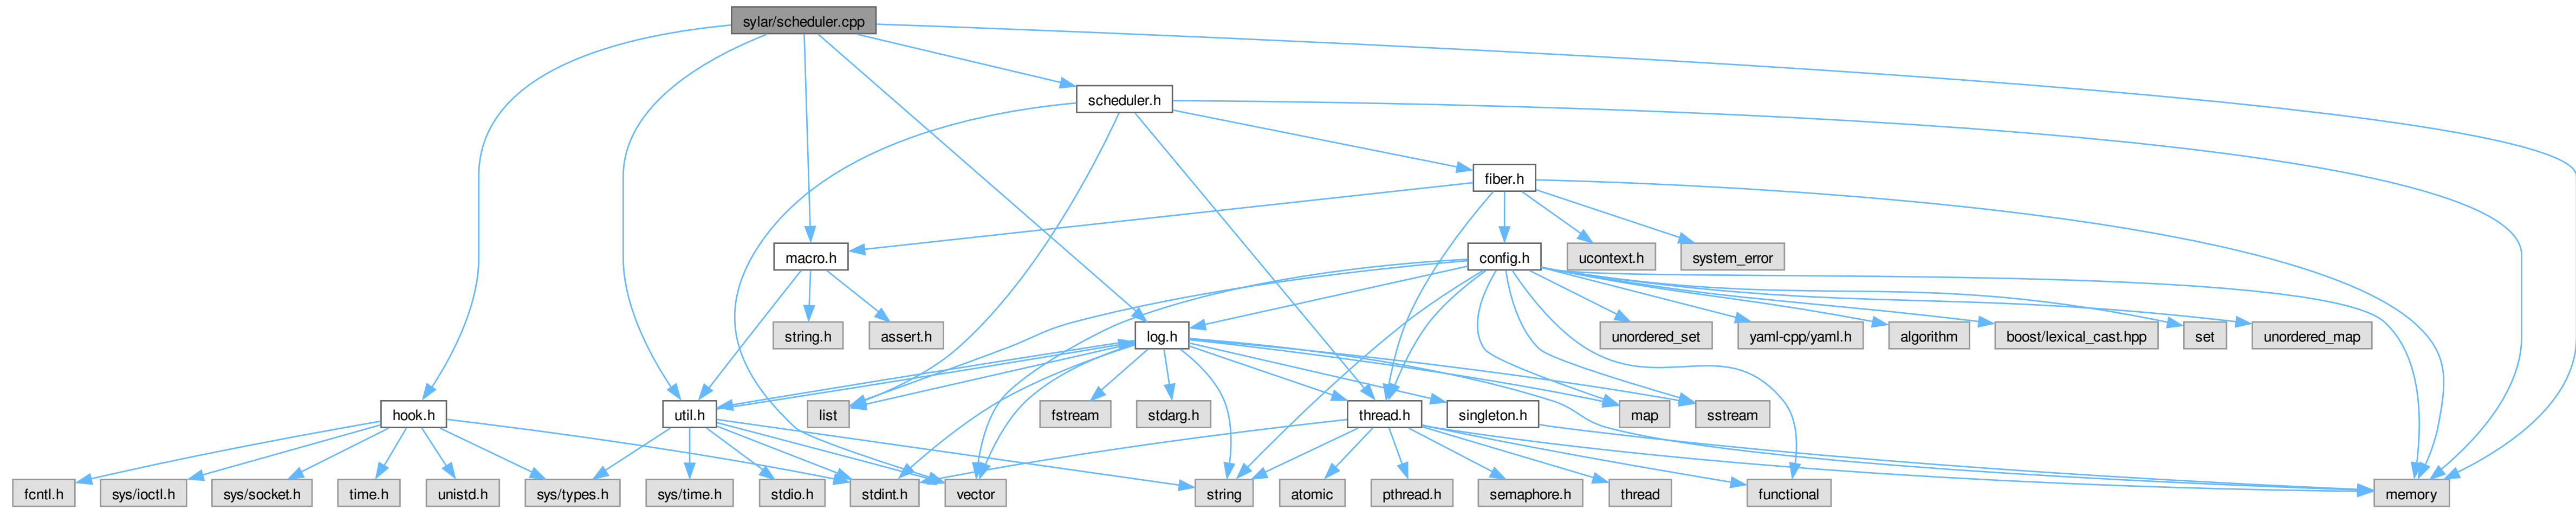 sylar/scheduler.cpp
scheduler.h
fiber.h
macro.h
config.h
ucontext.h
system_error
string.h
assert.h
log.h
unordered_set
yaml-cpp/yaml.h
algorithm
boost/lexical_cast.hpp
set
unordered_map
hook.h
util.h
list
fstream
stdarg.h
thread.h
singleton.h
map
sstream
fcntl.h
sys/ioctl.h
sys/socket.h
time.h
unistd.h
sys/types.h
sys/time.h
stdio.h
stdint.h
vector
string
atomic
pthread.h
semaphore.h
thread
functional
memory